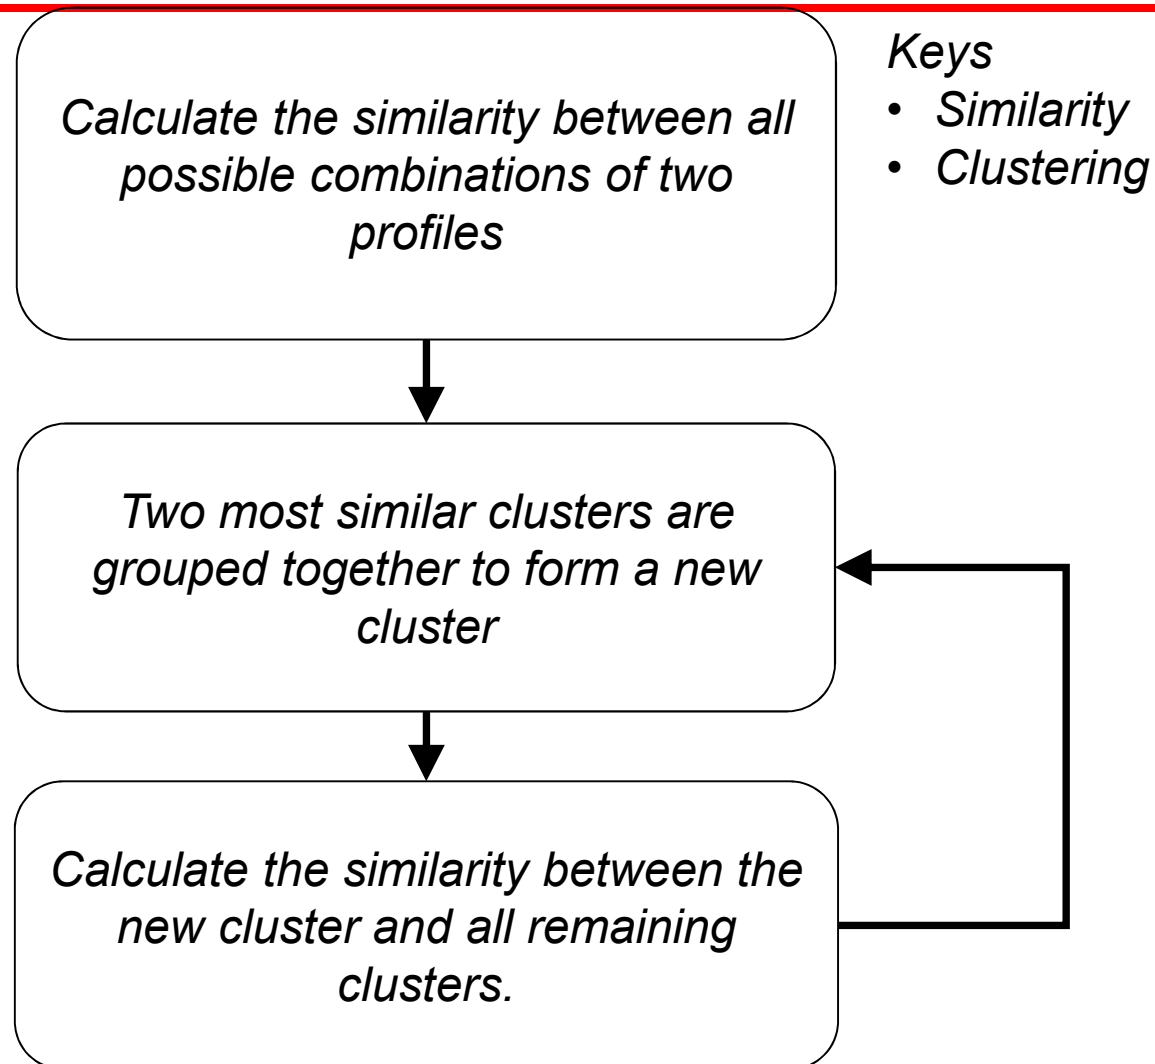 Calculate the similarity between all
possible combinations of two
profiles
Keys
• Similarity
• Clustering
Two most similar clusters are
grouped together to form a new
cluster
Calculate the similarity between the
new cluster and all remaining
clusters.